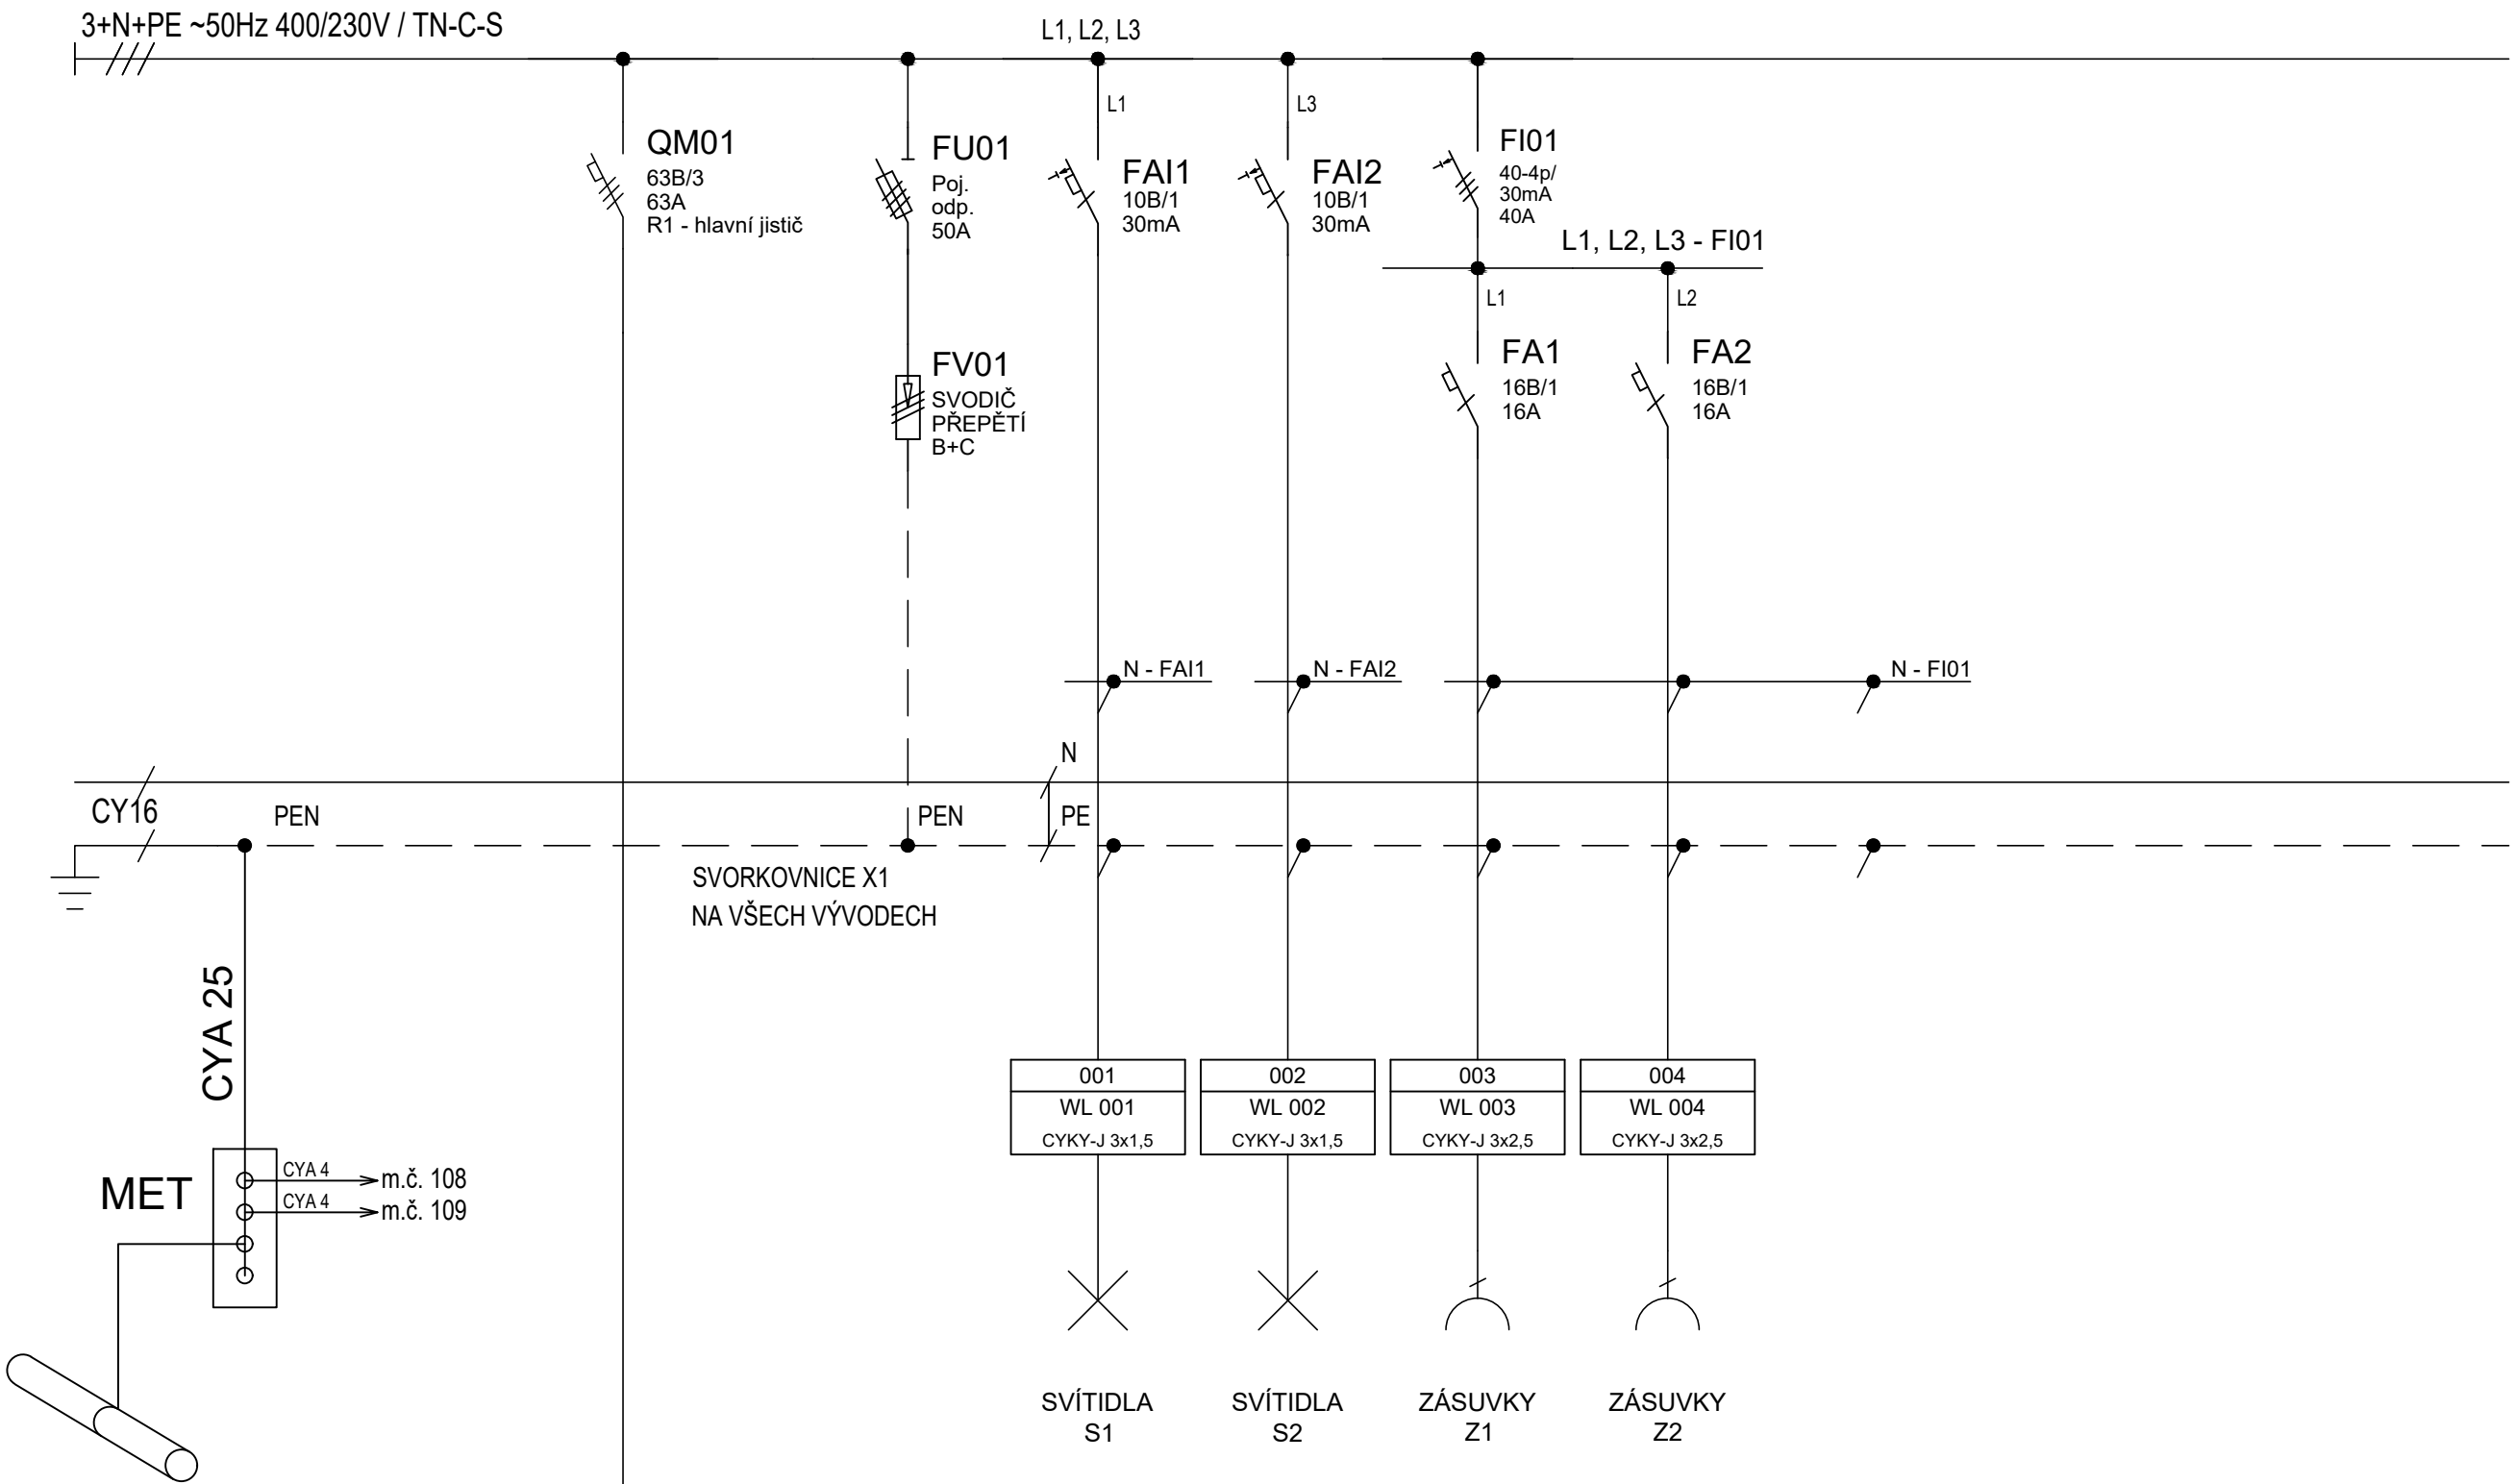 3+N+PE ~50Hz 400/230V / TN-C-S
L1, L2, L3
L1
L3
QM01
63B/3
63A
R1 - hlavní jistič
FU01
Poj.
odp.
50A
FAI1
10B/1
30mA
FAI2
10B/1
30mA
FI01
40-4p/
30mA
40A
L1, L2, L3 - FI01
L1
L2
FV01
SVODIČ
PŘEPĚTÍ
B+C
FA1
16B/1
16A
FA2
16B/1
16A
N - FAI1
N - FAI2
N - FI01
N
CY16
PEN
PEN
PE
SVORKOVNICE X1
NA VŠECH VÝVODECH
CYA 25
001
WL 001
CYKY-J 3x1,5
002
WL 002
CYKY-J 3x1,5
003
WL 003
CYKY-J 3x2,5
004
WL 004
CYKY-J 3x2,5
MET
CYA 4
m.č. 108
CYA 4
m.č. 109
SVÍTIDLA
S1
SVÍTIDLA
S2
ZÁSUVKY
Z1
ZÁSUVKY
Z2